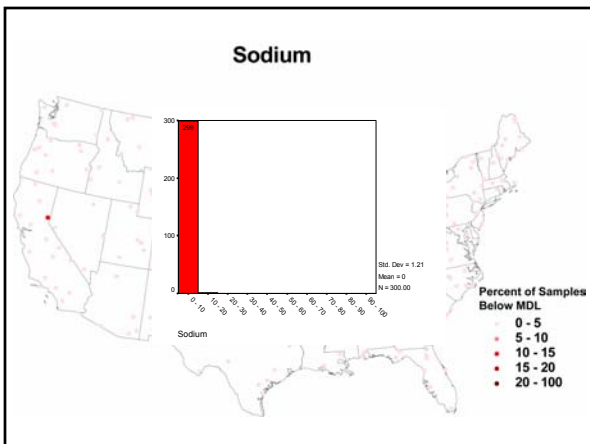 Sodium
300
200
100
0
299
0 - 10
10 - 20
20 - 30
30 - 40
40 - 50
50 - 60
60 - 70
70 - 80
80 - 90
90 - 100
Std. Dev = 1.21
Mean = 0
N = 300.00
Sodium
Percent of Samples
Below MDL
0 - 5
5 - 10
10 - 15
15 - 20
20 - 100